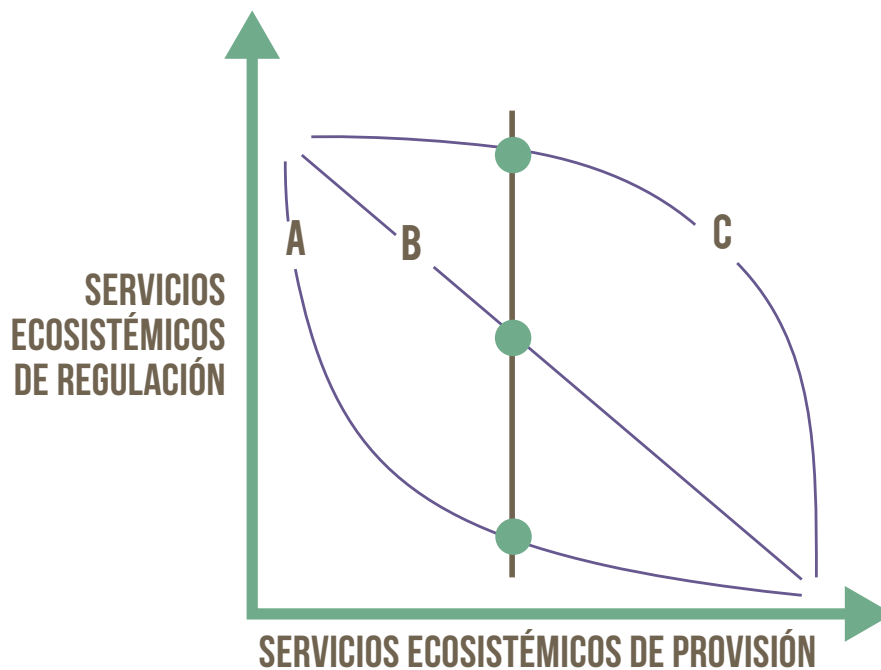 A
B
C
SERVICIOS
ECOSISTÉMICOS
DE REGULACIÓN
SERVICIOS ECOSISTÉMICOS DE PROVISIÓN